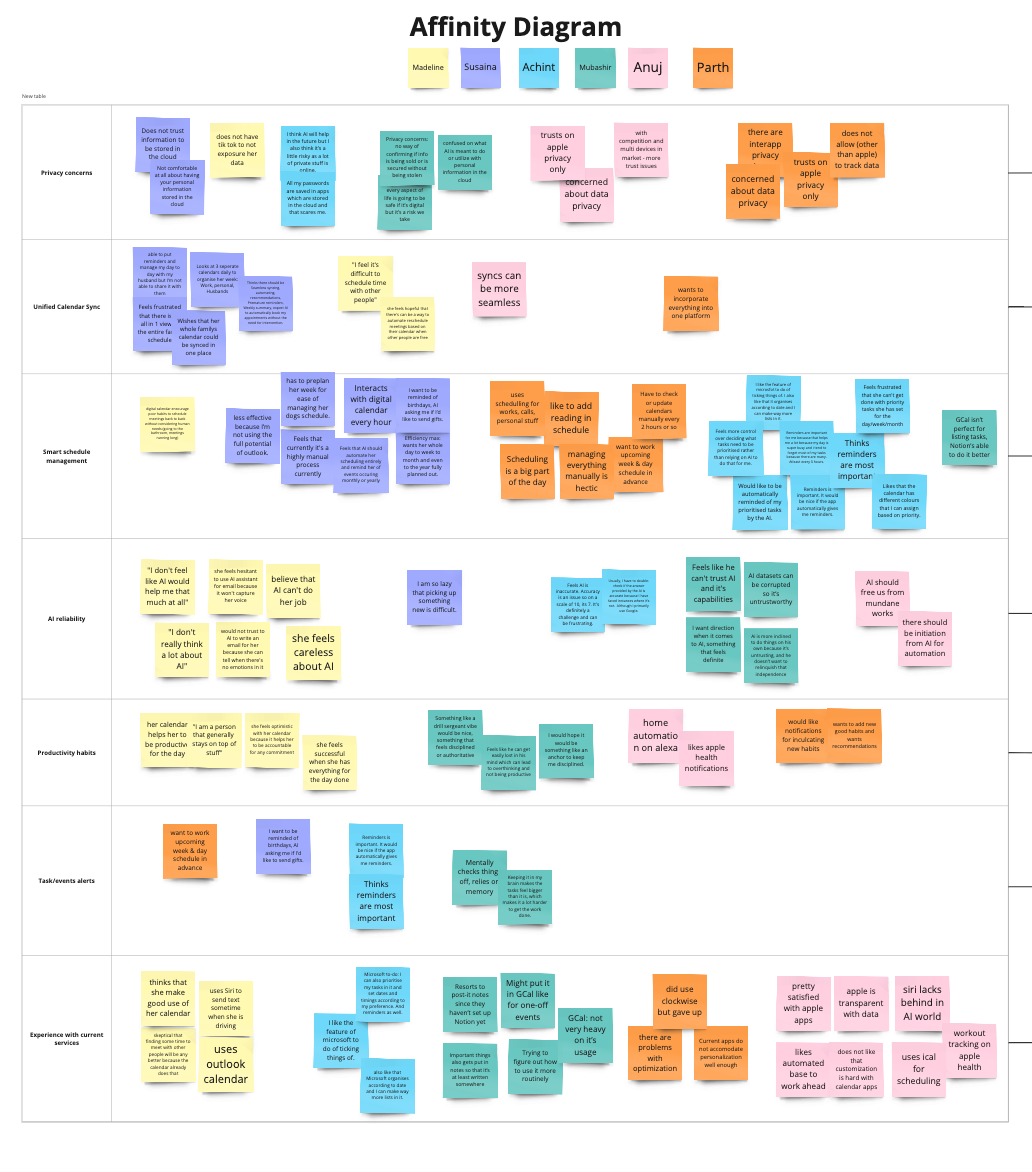 Affinity Diagram
Madeline
Susaina
Achint
Mubashir
Anuj
Parth
New table
Privacy concerns
Does not trust
information to
be stored in
the cloud
Not comfortable
at all about having
your personal
information
stored in the
cloud
does not have
tik tok to not
exposure her
data
I think AI will help
in the future but I
also think it's a
little risky as a lot
of private stuff is
online.
All my passwords
are saved in apps
which are stored
in the cloud and
that scares me.
Privacy concerns:
no way of
confirming if info
is being sold or is
secured without
being stolen
every aspect of
life is going to be
safe if it's digital
but it's a risk we
take
confused on what
AI is meant to do
or utilize with
personal
information in the
cloud
trusts on
apple
privacy
only
concerned
about data
privacy
with
competition and
multi devices in
market - more
trust issues
there are
interapp
privacy
concerned
about data
privacy
trusts on
apple
privacy
only
does not
allow (other
than apple)
to track data
Unified Calendar Sync
able to put
reminders and
manage my day to
day with my
husband but I'm not
able to share it with
them
Looks at 3 seperate
calendars daily to
organise her week:
Work, personal,
Husbands
Feels frustrated
that there is
all in 1 view
the entire fa
schedule
Wishes that her
whole familys
calendar could
be synced in
one place
"I feel it's
difficult to
schedule time
with other
people"
she feels hopeful that
there's can be a way to
automate reschedule
meetings based on
their calendar when
other people are free
syncs can
be more
seamless
wants to
incorporate
everything into
one platform
Smart schedule
management
digital calendar encourage
your habits to schedule
meetings back to back
without considering human
needs (going to the
bathroom, meetings
running long)
less effective
because I'm
not using the
full potential
of outlook.
has to preplan
her week for
ease of
managing her
dogs schedule.
Interacts
with digital
calendar
every hour
I want to be
reminded of
birthdays, AI
asking me if I'd
like to send gifts.
Feels that
currently it's a
highly manual
process
currently
Feels that AI should
automate her
scheduling entirely
and remind her of
events occuring
monthly or yearly
Efficiency max:
wants her whole
day to week to
month and even
to the year fully
planned out.
uses
schedulling for
works, calls,
personal stuff
like to add
reading in
schedule
Have to check
or update
calendars
manually every
2 hours or so
Scheduling
is a big part
of the day
managing
everything
manually is
hectic
want to work
upcoming
week & day
schedule in
advance
I like the feature of
microsoft to do of
ticking things of. I also
like that it organises
according to date and I
can make way more
lists in it.
Feels frustrated
that she can't get
done with priority
tasks she has set
for the
day/week/month
Feels more control
over deciding what
tasks need to be
prioritised rather
than relying on AI to
do that for me.
Thinks
reminders
are most
importan
Would like to be
automatically
reminded of my
prioritised tasks
by the AI.
Reminders is
important. It would
be nice if the app
automatically gives
me reminders.
Likes that the
calendar has
different colours
that I can assign
based on priority.
GCal isn't
perfect for
listing tasks,
Notion's able
to do it better
AI reliability
"I don't feel
like AI would
help me that
much at all"
she feels hesitant
to use AI assistant
for email because
it won't capture
her voice
believe that
AI can't do
her job
"I don't
really think
a lot about
AI"
would not trust to
AI to write an
email for her
because she can
tell when there's
no emotions in it
she feels
careless
about AI
I am so lazy
that picking up
something
new is difficult.
Feels AI is
inaccurate. Accuracy
is an issue so on a
scale of 10, its 7. It's
definitely a
challenge and can
be frustrating.
Feels like he
can't trust AI
and it's
capabilities
AI datasets can
be corrupted
so it's
untrustworthy
I want direction
when it comes
to AI, something
that feels
definite
AI is more inclined
to do things on his
own because it's
untrusting, and he
doesn't want to
relinquish that
independence
AI should
free us from
mundane
works
there should
be initiation
from AI for
automation
Productivity habits
her calendar
helps her to
be productiv
for the day
"I am a person
that generally
stays on top of
stuff"
she feels optimistic
with her calendar
because it helps her
to be accountable
for any commitment
she feels
successful
when she has
everything for
the day done
Something like a
drill sergeant vibe
would be nice,
something that
feels disciplined
or authoritative
Feels like he can get
easily lost in his
mind which can lead
to overthinking and
not being productive
I would hope it
would be
something like an
anchor to keep
me disciplined.
home
automatio
n on alexa
likes apple
health
notifications
would like
notifications
for inculcating
new habits
wants to add new
good habits and
wants
recommendations
Task/events alerts
want to work
upcoming
week & day
schedule in
advance
I want to be
reminded of
birthdays, AI
asking me if I'd
like to send gifts.
Reminders is
important. It would
be nice if the app
automatically gives
me reminders.
Thinks
reminders
are most
important
Mentally
checks thing
off, relies or
memory
Keeping it in my
brain makes the
tasks feel bigger
than it is, which
makes it a lot harder
to get the work
done.
Experience with current
services
thinks that
she make
good use of
her calendar
uses Siri to
send text
sometime
when she is
driving
skeptical that
finding some time to
meet with other
people will be any
better because the
calendar already
does that
uses
outlook
calendar
Microsoft to do: I
can also prioritise
my tasks in it and
set dates and
timings according to
my preference. And
reminders as well.
I like the
feature of
microsoft to
do of ticking
things of.
also like that
Microsoft organises
according to date
and I can make way
more lists in it.
Resorts to
post-it notes
since they
haven't set up
Notion yet
Might put it
in GCal like
for one-off
events
GCal: not
very heavy
on it's
usage
Important things
also gets put in
notes so that it's
at least written
somewhere
Trying to
figure out how
to use it more
routinely
did use
clockwise
but gave up
there are
problems
with
optimization
Current apps do
not accomodate
personalization
well enough
pretty
satisfied
with apple
apps
apple is
transparent
with data
siri lacks
behind in
AI world
workout
tracking on
apple
health
likes
automated
base to
work ahead
does not like
that
customization
is hard with
calendar apps
uses ical
for
scheduling